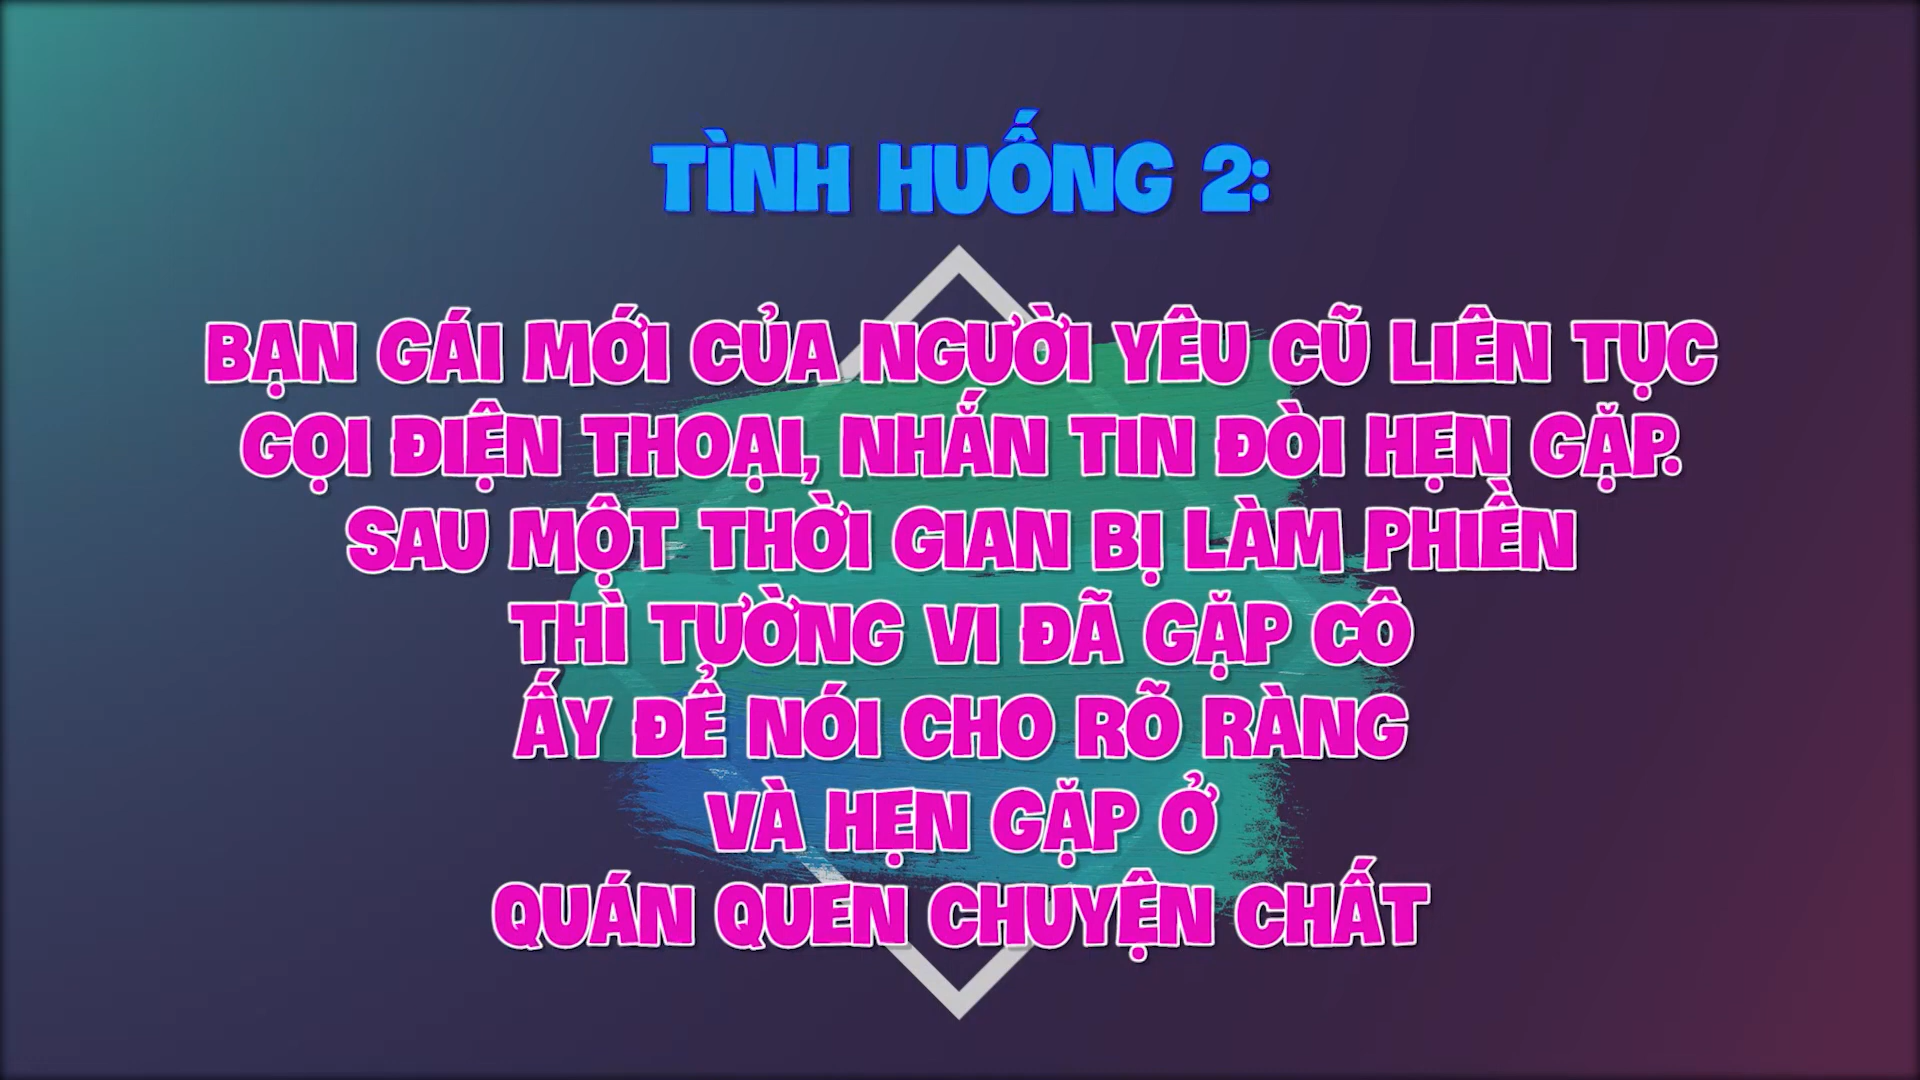 TÌNH HUỐNG 2:
BẠN GÁI MỚI CỦA NGƯỜI YÊU CŨ LIÊN TỤC
GỌI ĐIỆN THOẠI, NHẮN TIN ĐÒI HẸN GẶP.
SAU MỘT THỜI GIAN BỊ LÀM PHIỀN
THÌ TƯỜNG VI ĐÃ GẶP CÔ
ẤY ĐỂ NÓI CHO RÕ RÀNG
VÀ HẸN GẶP Ở
QUÁN QUEN CHUYỆN CHẤT